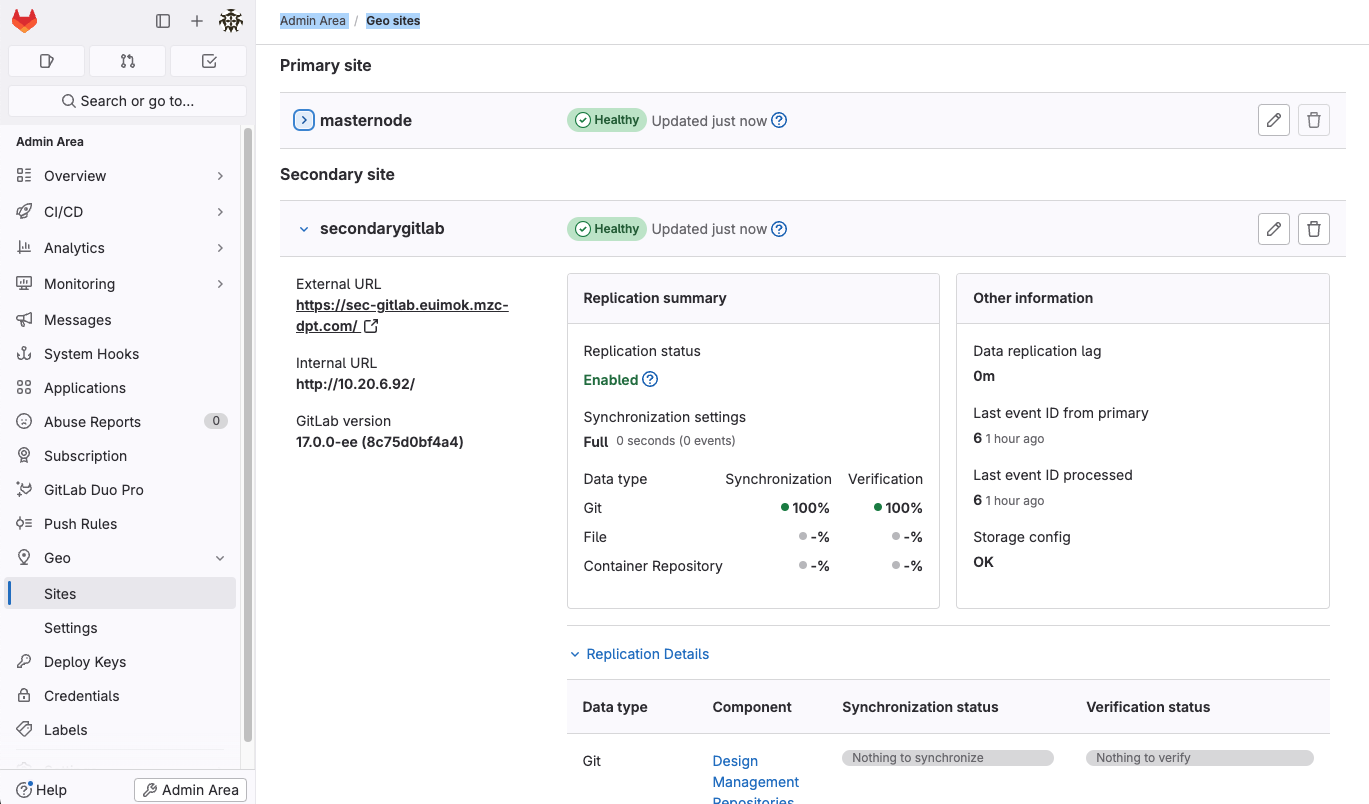 Search or go to...
Admin Area
Overview
CI/CD
Analytics
Monitoring
Messages
System Hooks
Applications
Abuse Reports 0
Subscription
GitLab Duo Pro
Push Rules
Geo
Sites
Settings
Deploy Keys
Credentials
Labels
Help
Admin Area
Admin Area / Geo sites
Primary site
masternode Healthy Updated just now
Secondary site
secondarygitlab Healthy Updated just now
External URL
https://sec-gitlab.euimok.mzc-
dpt.com/
Internal URL
http://10.20.6.92/
GitLab version
17.0.0-ee (8c75d0bf4a4)
Replication summary
Replication status
Enabled
Synchronization settings
Full 0 seconds (0 events)
Data type Synchronization Verification
Git 100% 100%
File -% -%
Container Repository -% -%
Other information
Data replication lag
0m
Last event ID from primary
6 1 hour ago
Last event ID processed
6 1 hour ago
Storage config
OK
Replication Details
Data type Component Synchronization status Verification status
Git Design Nothing to synchronize Nothing to verify
Management
Repositories